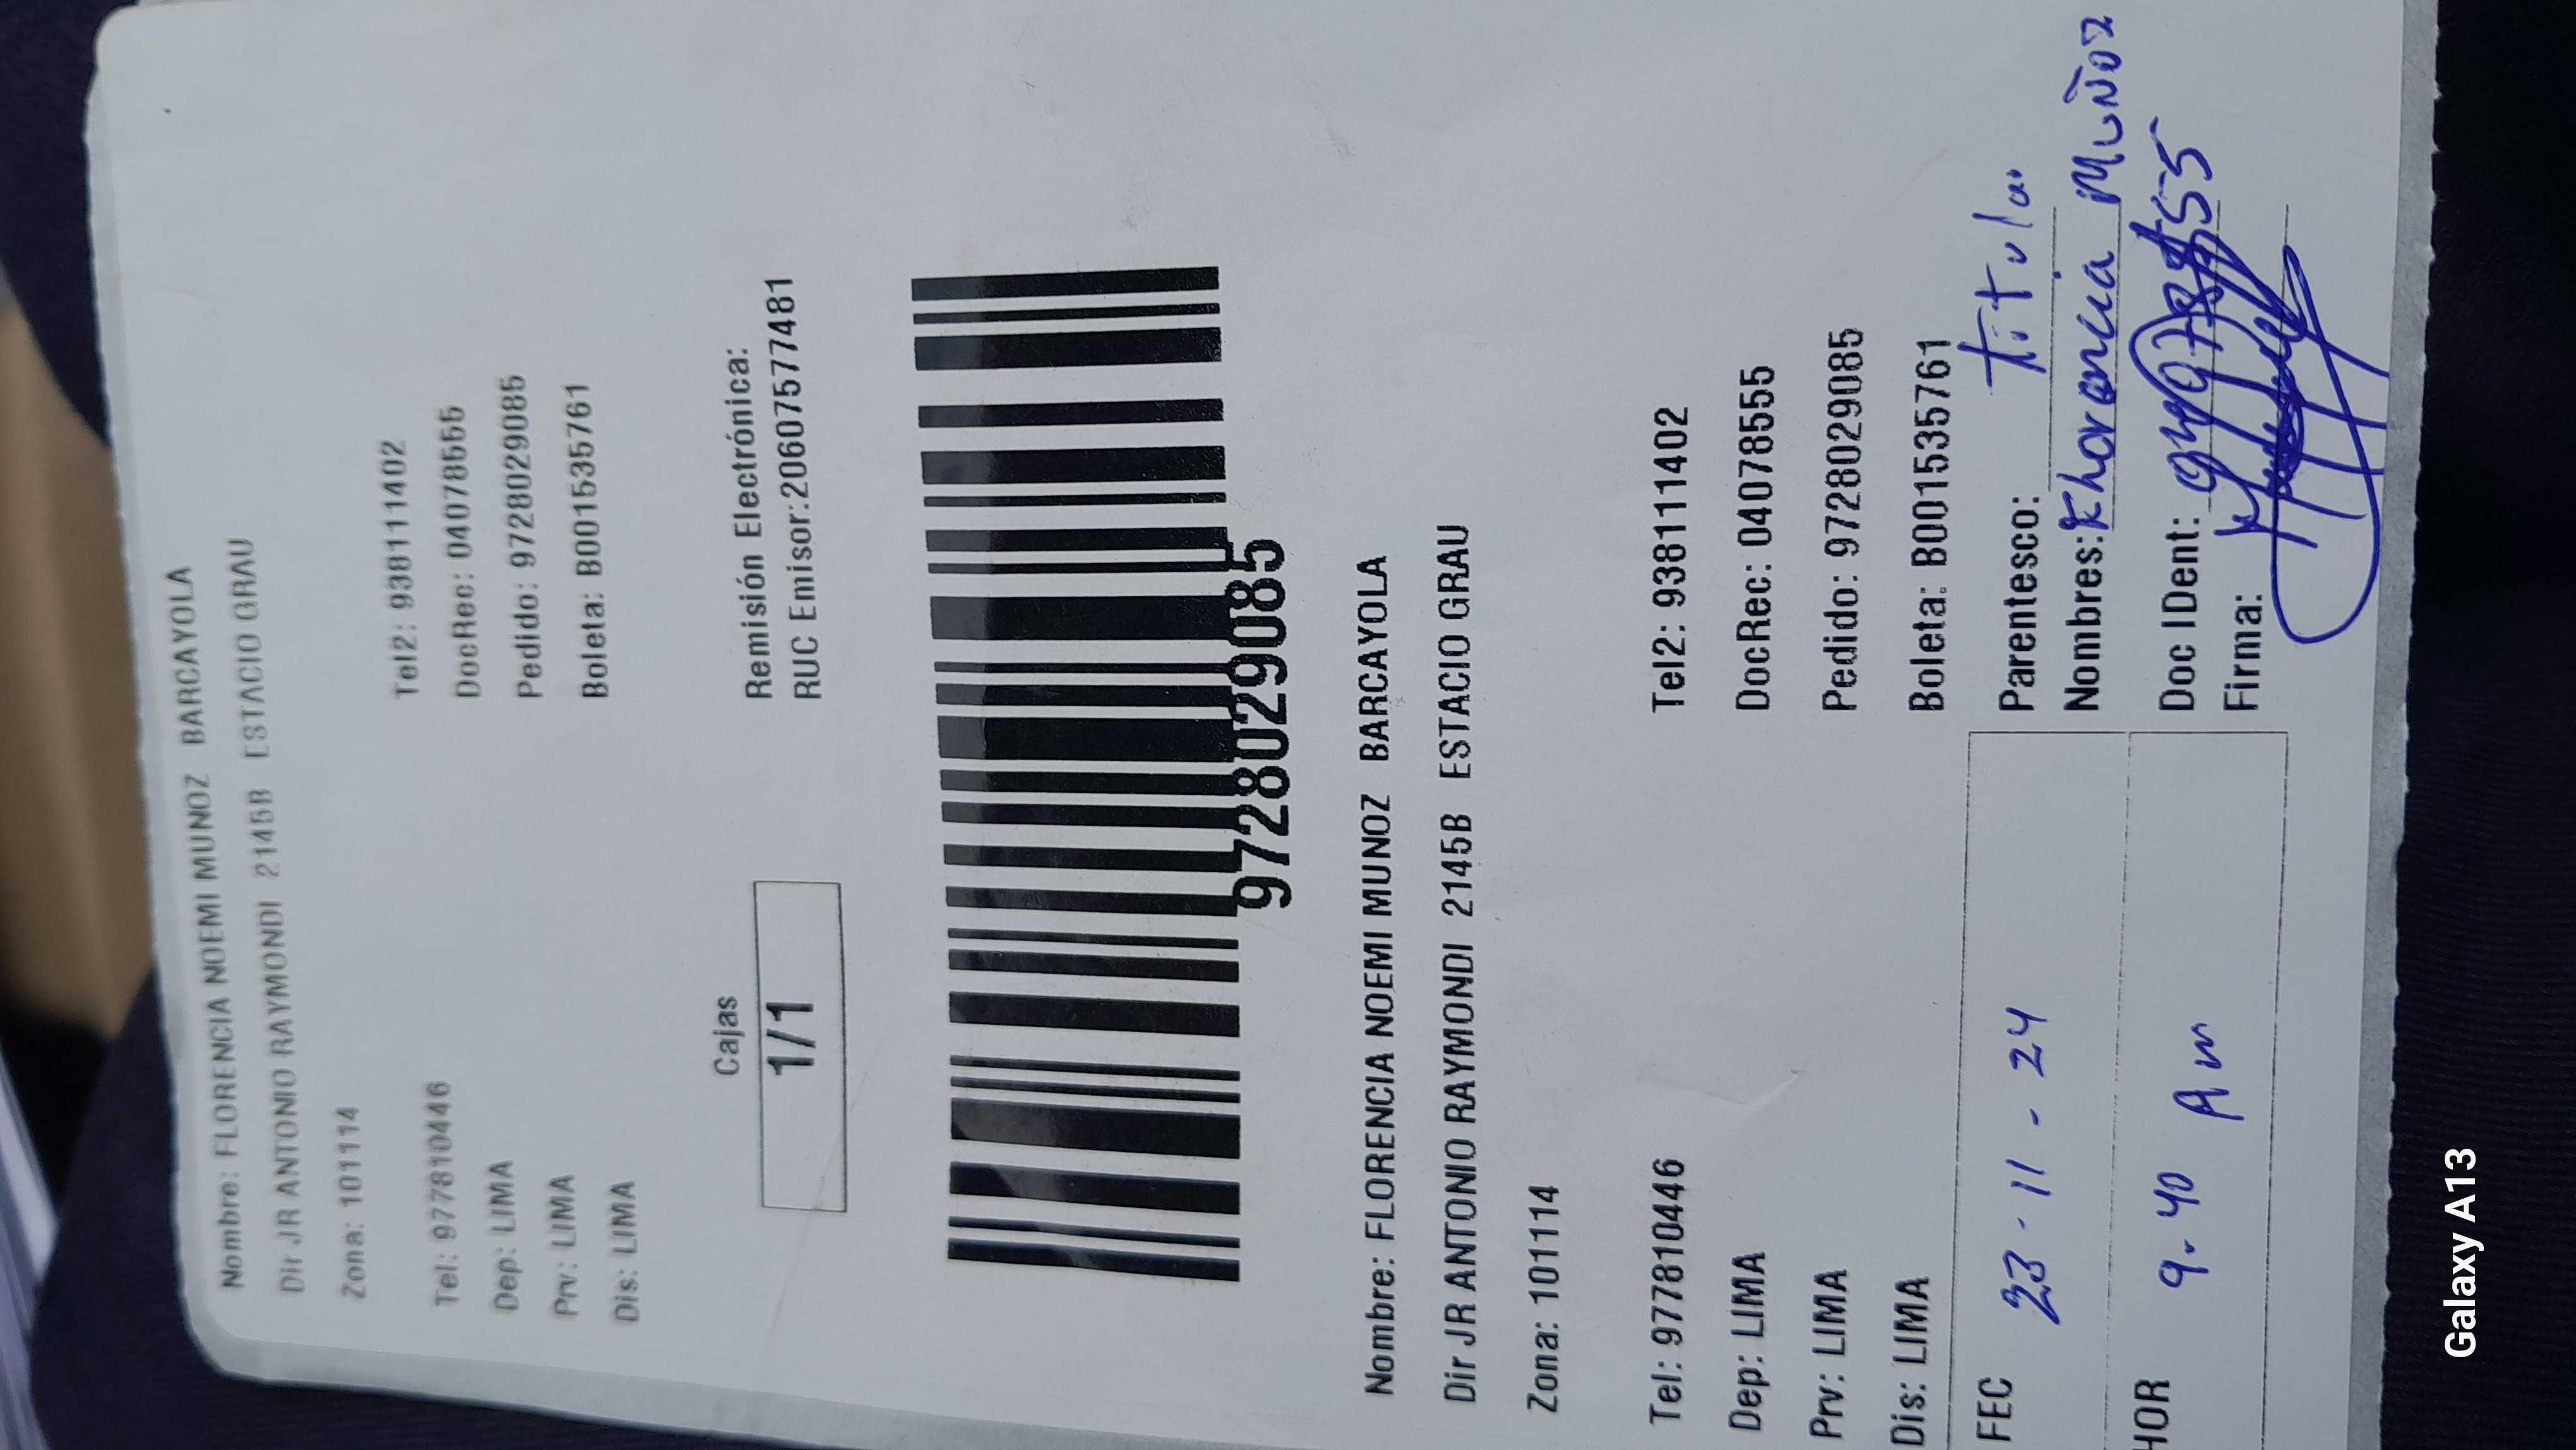 Nombre: FLORENCIA NOEMI MUNOZ BARCAYOLA
Dir JR ANTONIO RAYMONDI 2145B ESTACIO GRAU
Zona: 101114
Tel: 977810446 Tel2: 938111402
Dep: LIMA DocRec: 04078555
Prv: LIMA Pedido: 9728029085
Dis: LIMA Boleta: B001535761
Cajas Remisión Electrónica:
1/1 RUC Emisor:20607577481
9728029085
Nombre: FLORENCIA NOEMI MUNOZ BARCAYOLA
Dir JR ANTONIO RAYMONDI 2145B ESTACIO GRAU
Zona: 101114
Tel: 977810446 Tel2: 938111402
Dep: LIMA DocRec: 04078555
Prv: LIMA Pedido: 9728029085
Dis: LIMA Boleta: B001535761
FEC 23-11-24 Parentesco: Titular
Nombres: Muñoz
HOR 9.40 Am Doc IDent:
Firma:
Galaxy A13